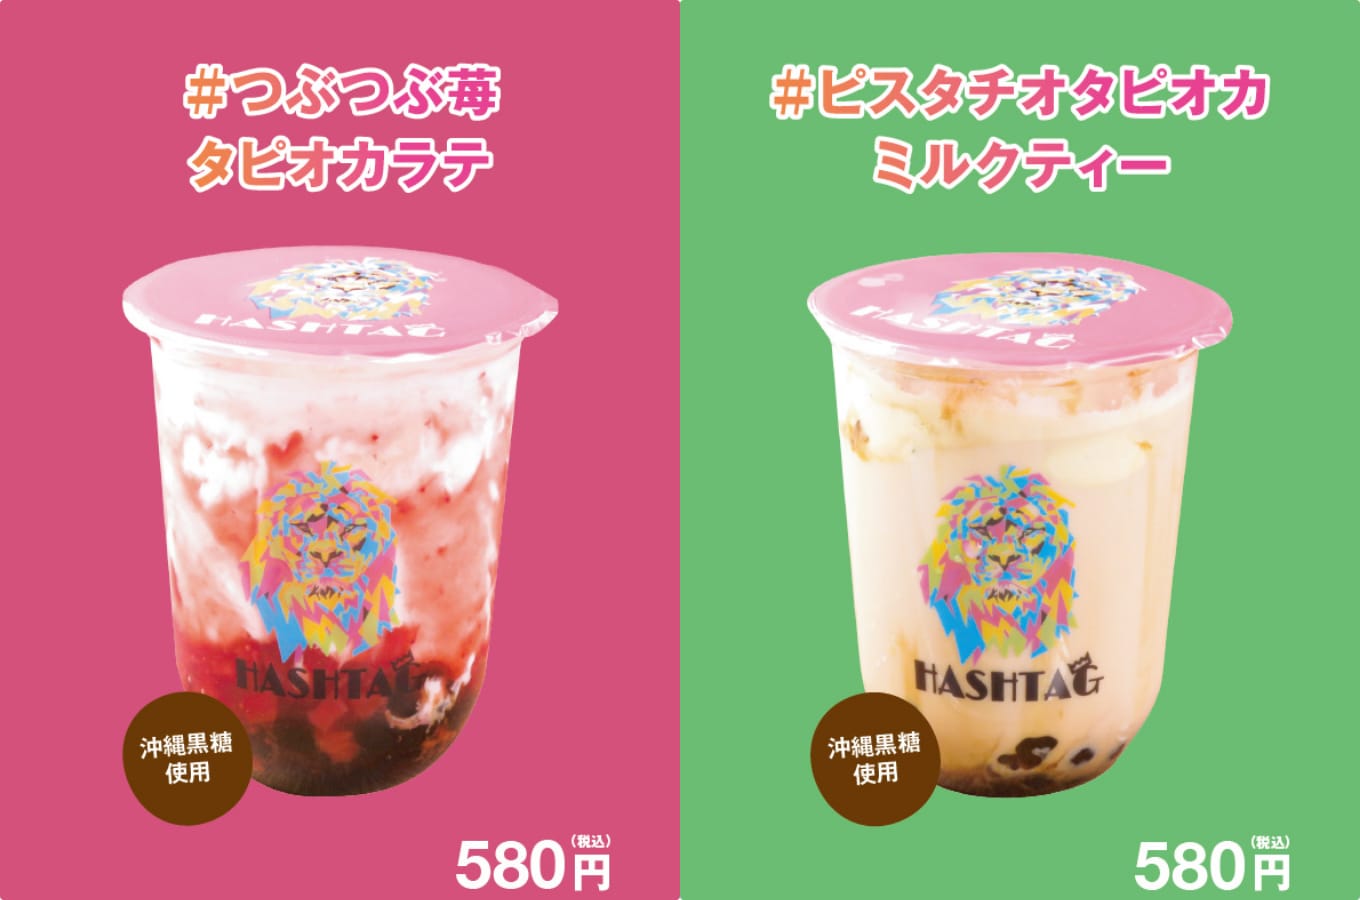 #つぶつぶ苺
タピオカラテ
HASHTAG
HASHTAG
沖縄黒糖
使用
580円
(税込)
#ピスタチオタピオカ
ミルクティー
HASHTAG
HASHTAG
沖縄黒糖
使用
580円
(税込)